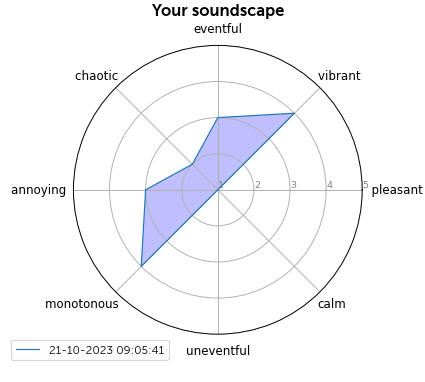 Your soundscape
eventful
chaotic
vibrant
annoying
1
2
3
4
5
pleasant
monotonous
calm
uneventful
21-10-2023 09:05:41